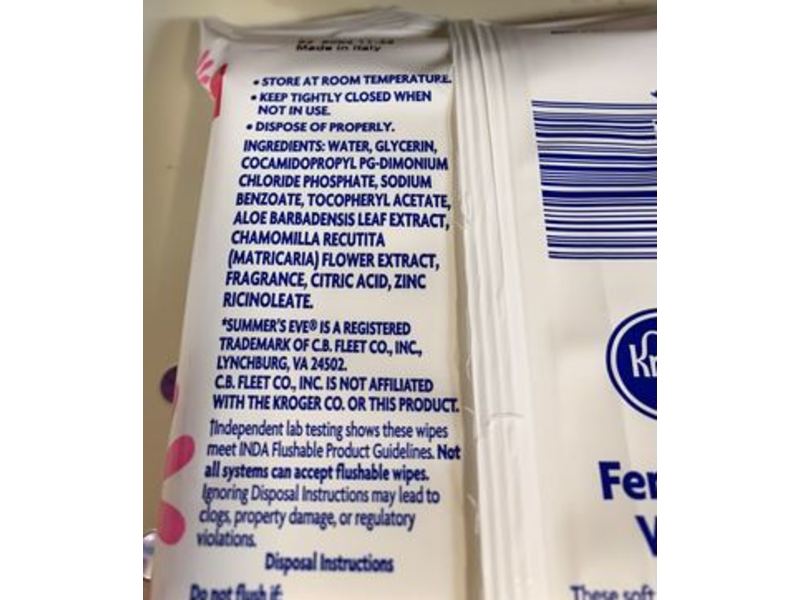 Made in Italy
• STORE AT ROOM TEMPERATURE.
• KEEP TIGHTLY CLOSED WHEN
NOT IN USE.
• DISPOSE OF PROPERLY.
INGREDIENTS: WATER, GLYCERIN,
COCAMIDOPROPYL PG-DIMONIUM
CHLORIDE PHOSPHATE, SODIUM
BENZOATE, TOCOPHERYL ACETATE,
ALOE BARBADENSIS LEAF EXTRACT,
CHAMOMILLA RECUTITA
(MATRICARIA) FLOWER EXTRACT,
FRAGRANCE, CITRIC ACID, ZINC
RICINOLEATE.
*SUMMER'S EVE® IS A REGISTERED
TRADEMARK OF C.B. FLEET CO., INC.,
LYNCHBURG, VA 24502.
C.B. FLEET CO., INC. IS NOT AFFILIATED
WITH THE KROGER CO. OR THIS PRODUCT.
†Independent lab testing shows these wipes
meet INDA Flushable Product Guidelines. Not
all systems can accept flushable wipes.
Ignoring Disposal Instructions may lead to
clogs, property damage, or regulatory
violations.
Disposal Instructions
Do not flush if:
Kr
Fer
These soft